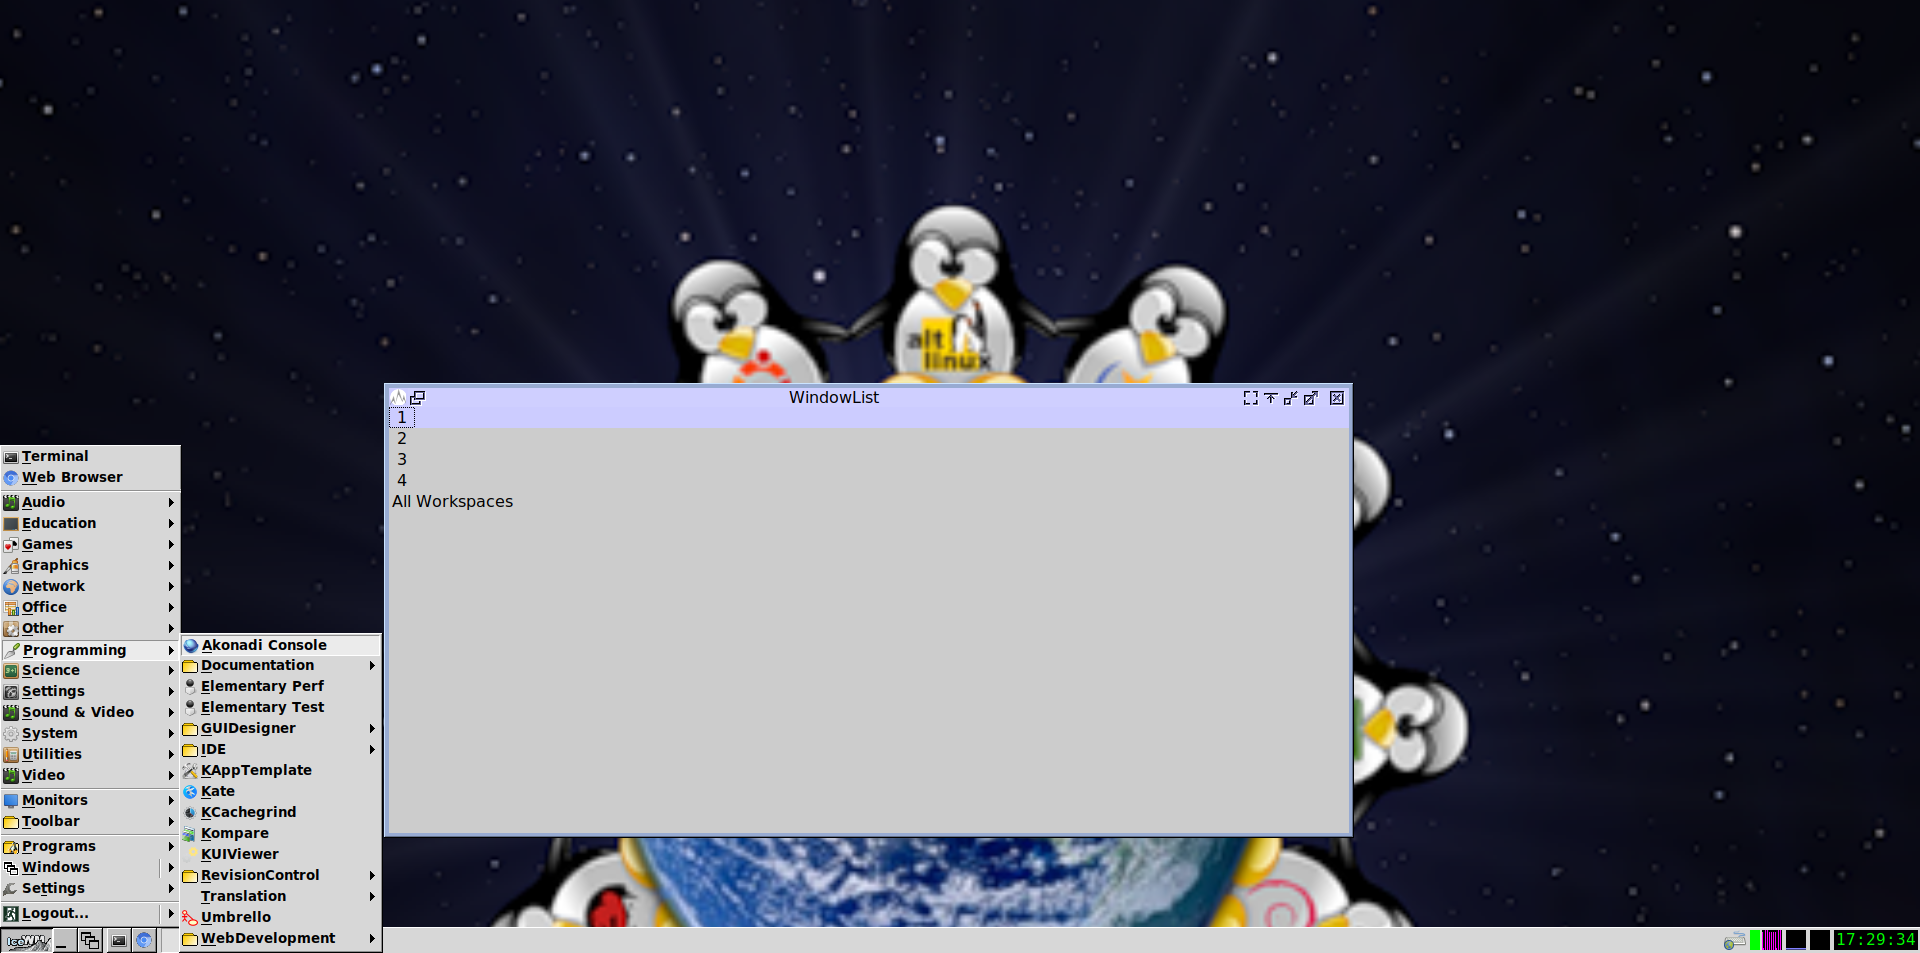 alt
linux
WindowList
1
2
3
4
All Workspaces
Terminal
Web Browser
Audio
Education
Games
Graphics
Network
Office
Other
Programming
Science
Settings
Sound & Video
System
Utilities
Video
Monitors
Toolbar
Programs
Windows
Settings
Logout...
Akonadi Console
Documentation
Elementary Perf
Elementary Test
GUIDesigner
IDE
KAppTemplate
Kate
KCachegrind
Kompare
KUIViewer
RevisionControl
Translation
Umbrello
WebDevelopment
IceWM
17:29:34